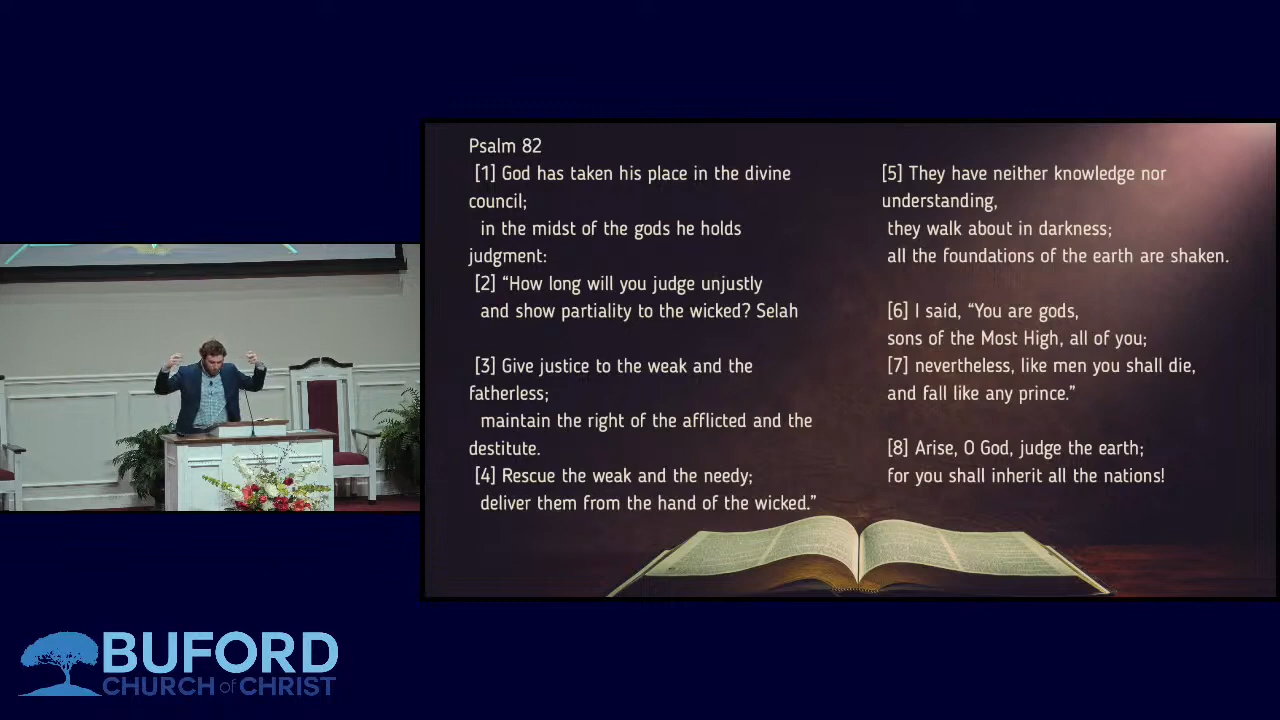 Psalm 82
[1] God has taken his place in the divine
council;
in the midst of the gods he holds
judgment:
[2] “How long will you judge unjustly
and show partiality to the wicked? Selah
[3] Give justice to the weak and the
fatherless;
maintain the right of the afflicted and the
destitute.
[4] Rescue the weak and the needy;
deliver them from the hand of the wicked.”
[5] They have neither knowledge nor
understanding,
they walk about in darkness;
all the foundations of the earth are shaken.
[6] I said, “You are gods,
sons of the Most High, all of you;
[7] nevertheless, like men you shall die,
and fall like any prince.”
[8] Arise, O God, judge the earth;
for you shall inherit all the nations!
BUFORD
CHURCH of CHRIST